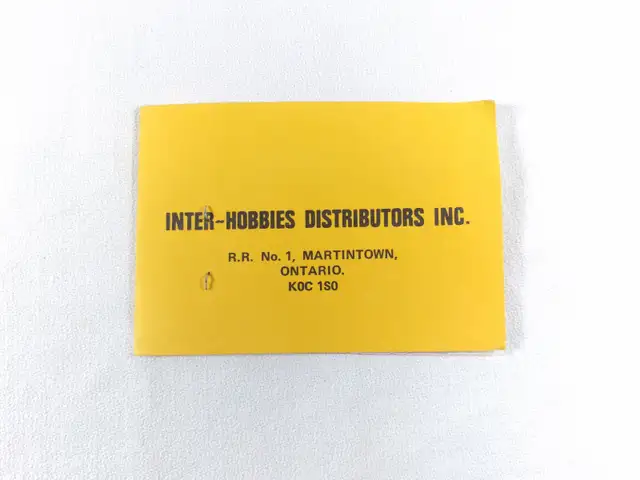 INTER-HOBBIES DISTRIBUTORS INC.
R.R. No. 1, MARTINTOWN,
ONTARIO.
K0C 1S0